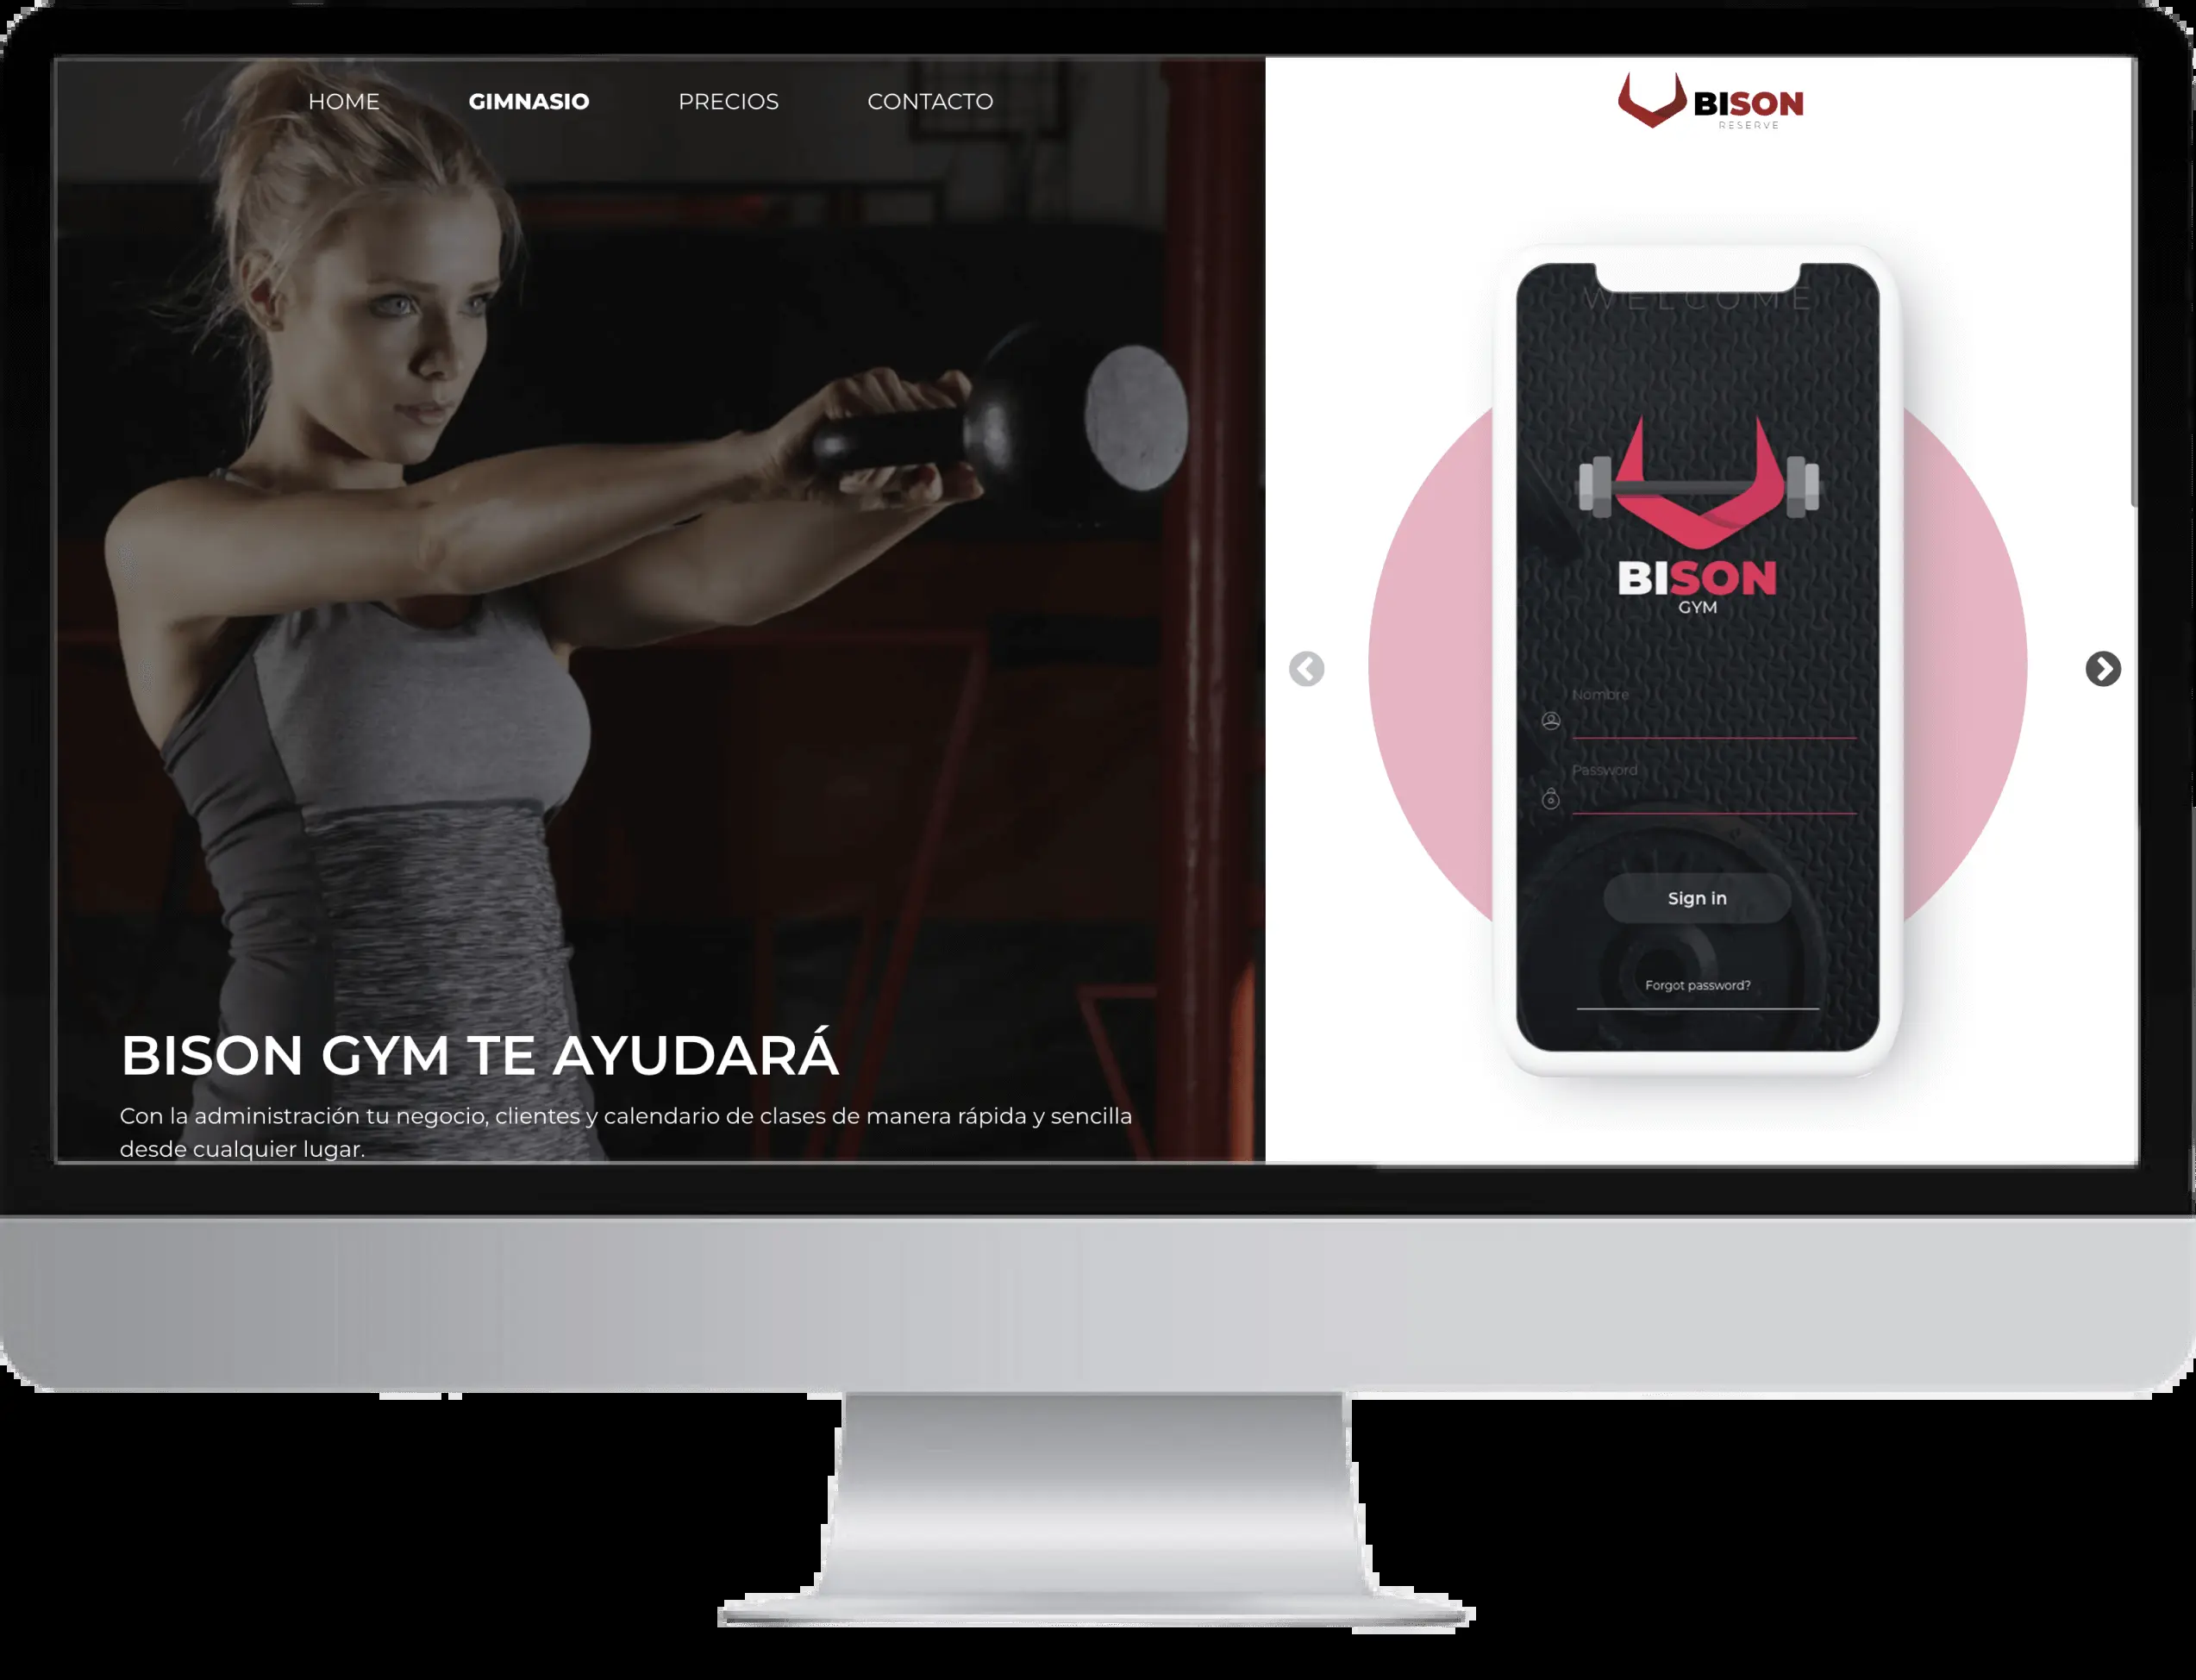 HOME GIMNASIO PRECIOS CONTACTO
BISON
RESERVE
WELCOME
BISON
GYM
Nombre
Password
Sign in
Forgot password?
BISON GYM TE AYUDARÁ
Con la administración tu negocio, clientes y calendario de clases de manera rápida y sencilla
desde cualquier lugar.